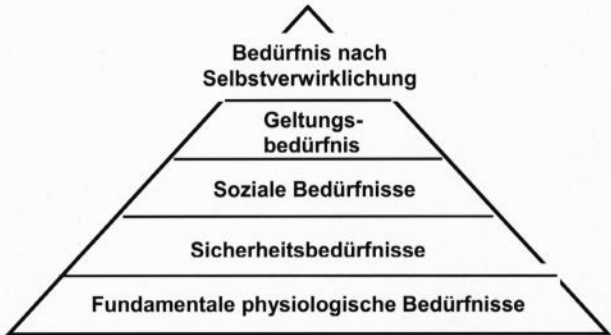 Bedürfnis nach
Selbstverwirklichung
Geltungs-
bedürfnis
Soziale Bedürfnisse
Sicherheitsbedürfnisse
Fundamentale physiologische Bedürfnisse